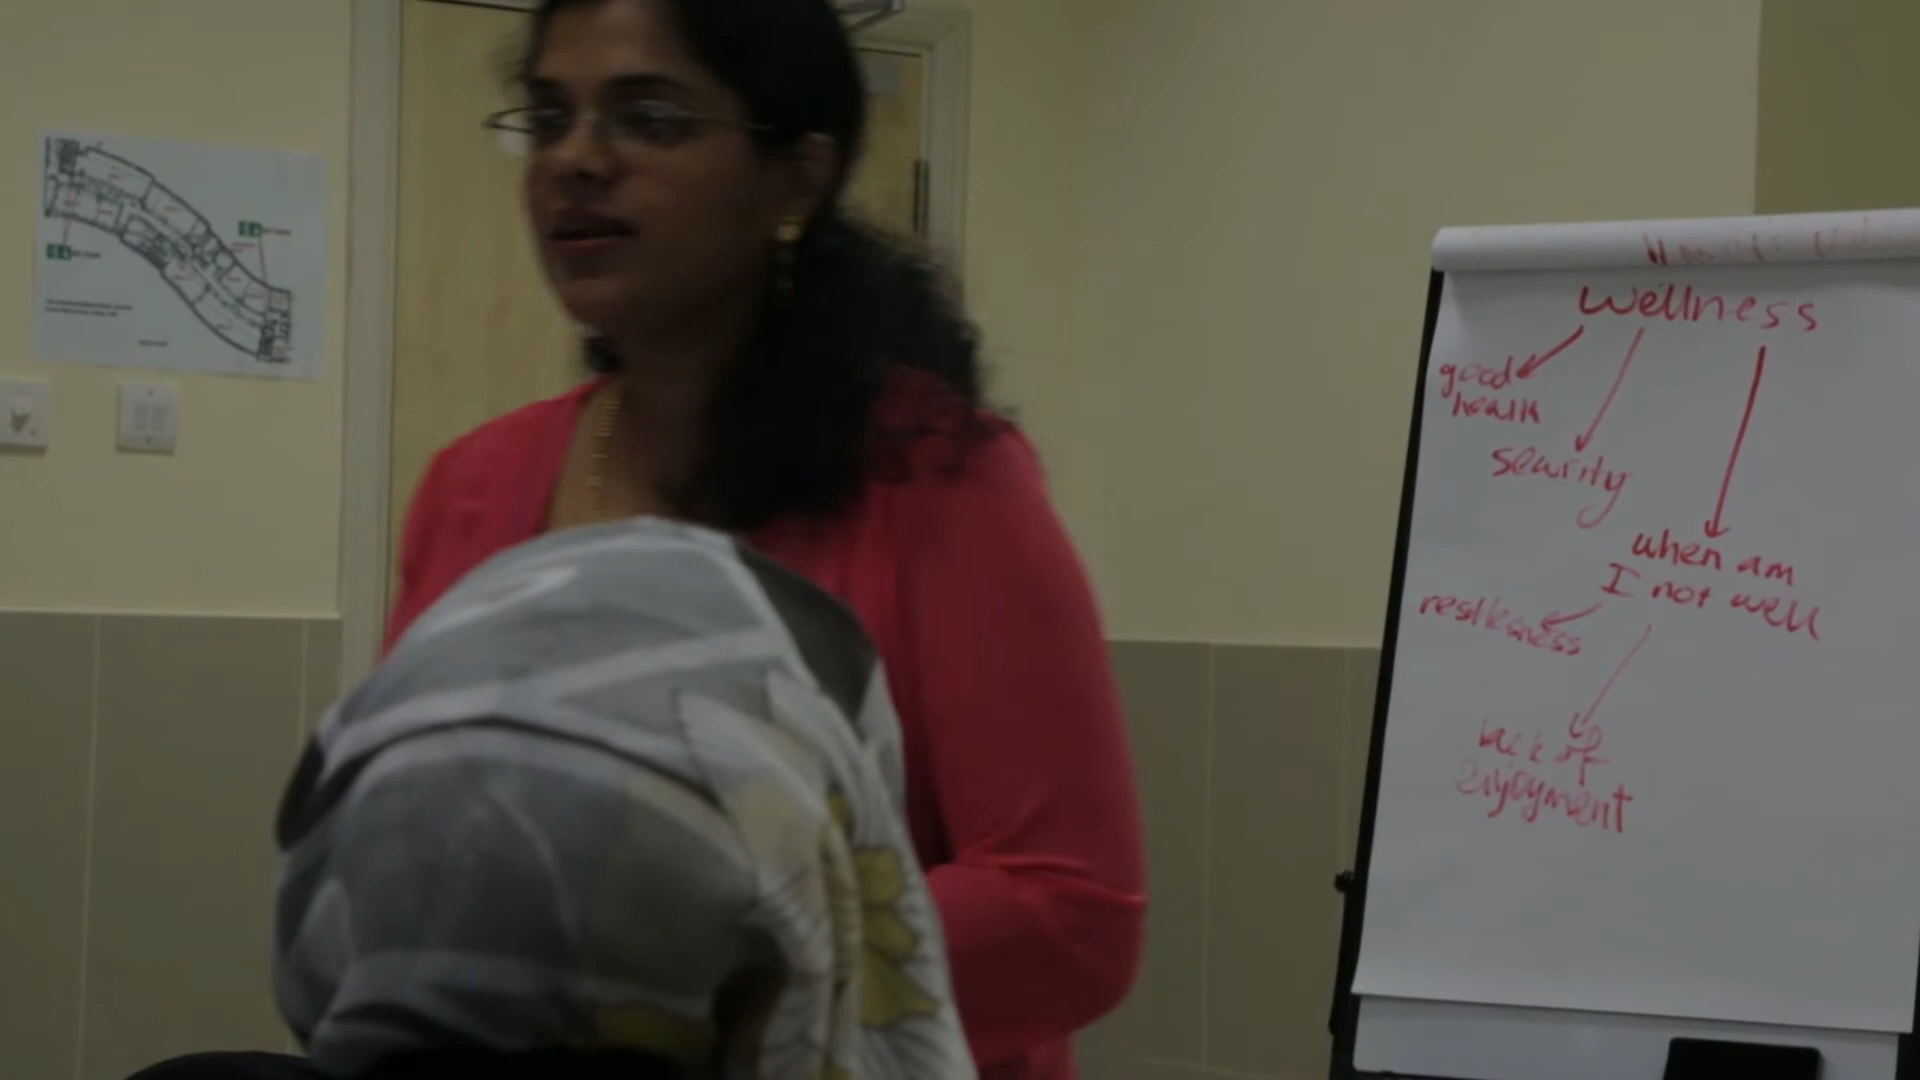 wellness
good
health
security
when am
I not well
restlessness
lack of
enjoyment